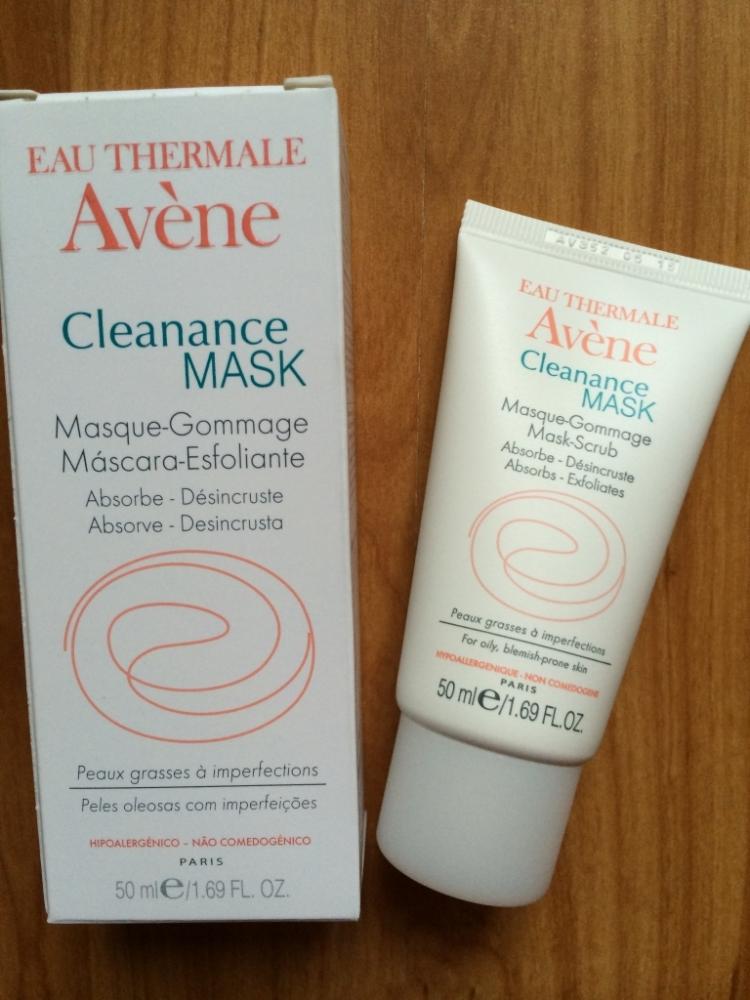 EAU THERMALE
Avène
Cleanance
MASK
Masque-Gommage
Máscara-Esfoliante
Absorbe - Désincruste
Absorve - Desincrusta
Peaux grasses à imperfections
Peles oleosas com imperfeições
HIPOALERGÉNICO - NÃO COMEDOGÉNICO
PARIS
50 ml e/1.69 FL. OZ.
AV352 05 16
EAU THERMALE
Avène
Cleanance
MASK
Masque-Gommage
Mask-Scrub
Absorbe - Désincruste
Absorbs - Exfoliates
Peaux grasses à imperfections
For oily, blemish-prone skin
HYPOALLERGENIQUE - NON COMEDOGENE
PARIS
50 ml e/1.69 FL.OZ.